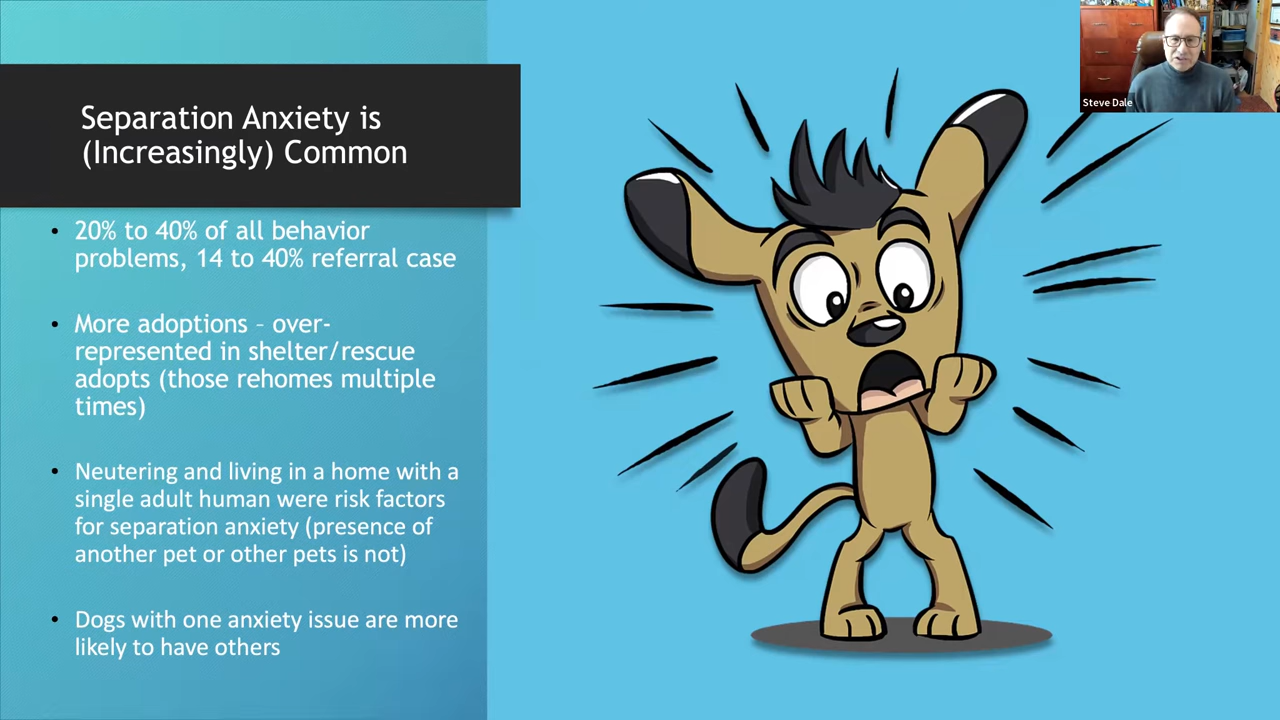 Separation Anxiety is
(Increasingly) Common
• 20% to 40% of all behavior
problems, 14 to 40% referral case
• More adoptions – over-
represented in shelter/rescue
adopts (those rehomes multiple
times)
• Neutering and living in a home with a
single adult human were risk factors
for separation anxiety (presence of
another pet or other pets is not)
• Dogs with one anxiety issue are more
likely to have others
Steve Dale